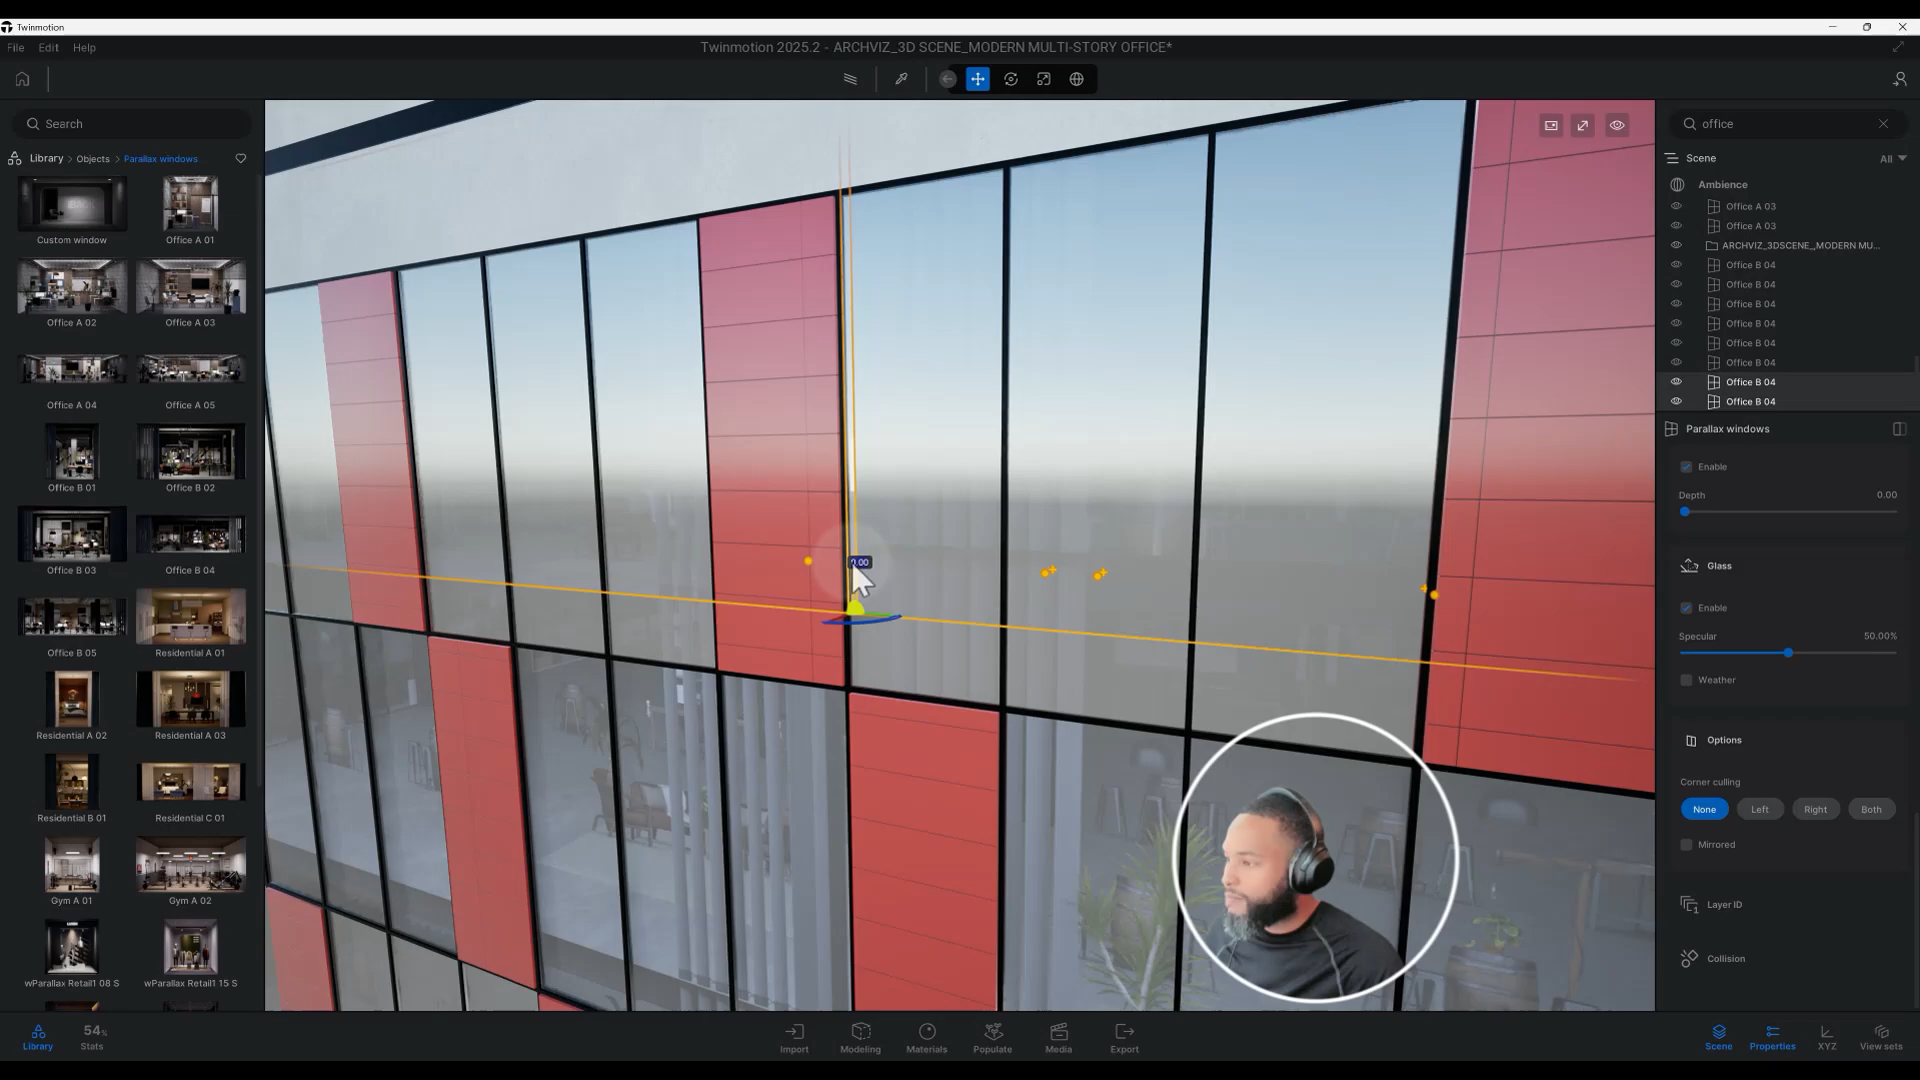 Twinmotion
File Edit Help
Twinmotion 2025.2 - ARCHVIZ_3D SCENE_MODERN MULTI-STORY OFFICE*
Search
Library > Objects > Parallax windows
Custom window
Office A 01
Office A 02
Office A 03
Office A 04
Office A 05
Office B 01
Office B 02
Office B 03
Office B 04
Office B 05
Residential A 01
Residential A 02
Residential A 03
Residential B 01
Residential C 01
Gym A 01
Gym A 02
wParallax Retail1 08 S
wParallax Retail1 15 S
0.00
office
Scene All
Ambience
Office A 03
Office A 03
ARCHVIZ_3DSCENE_MODERN MU...
Office B 04
Office B 04
Office B 04
Office B 04
Office B 04
Office B 04
Office B 04
Office B 04
Parallax windows
Enable
Depth 0.00
Glass
Enable
Specular 50.00%
Weather
Options
Corner culling
None Left Right Both
Mirrored
Layer ID
Collision
Library
54%
Stats
Import
Modeling
Materials
Populate
Media
Export
Scene
Properties
XYZ
View sets